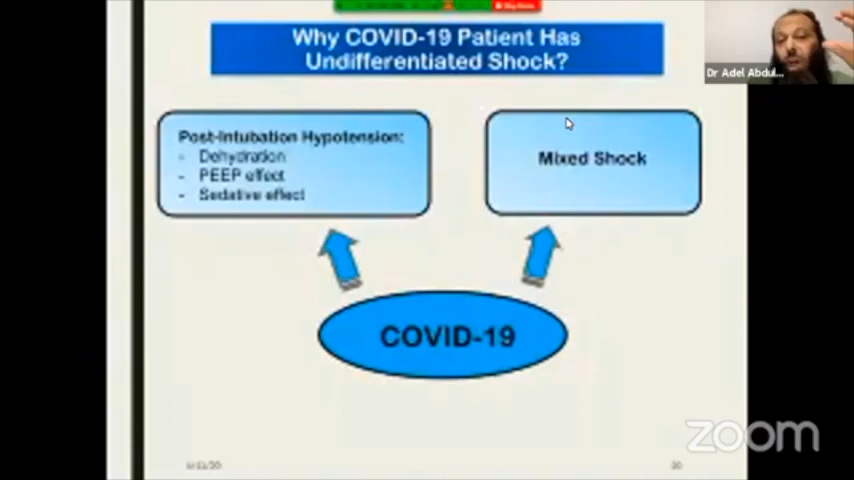 Why COVID-19 Patient Has
Undifferentiated Shock?
Dr Adel Abdul...
Post-Intubation Hypotension:
- Dehydration
- PEEP effect
- Sedative effect
Mixed Shock
COVID-19
zoom